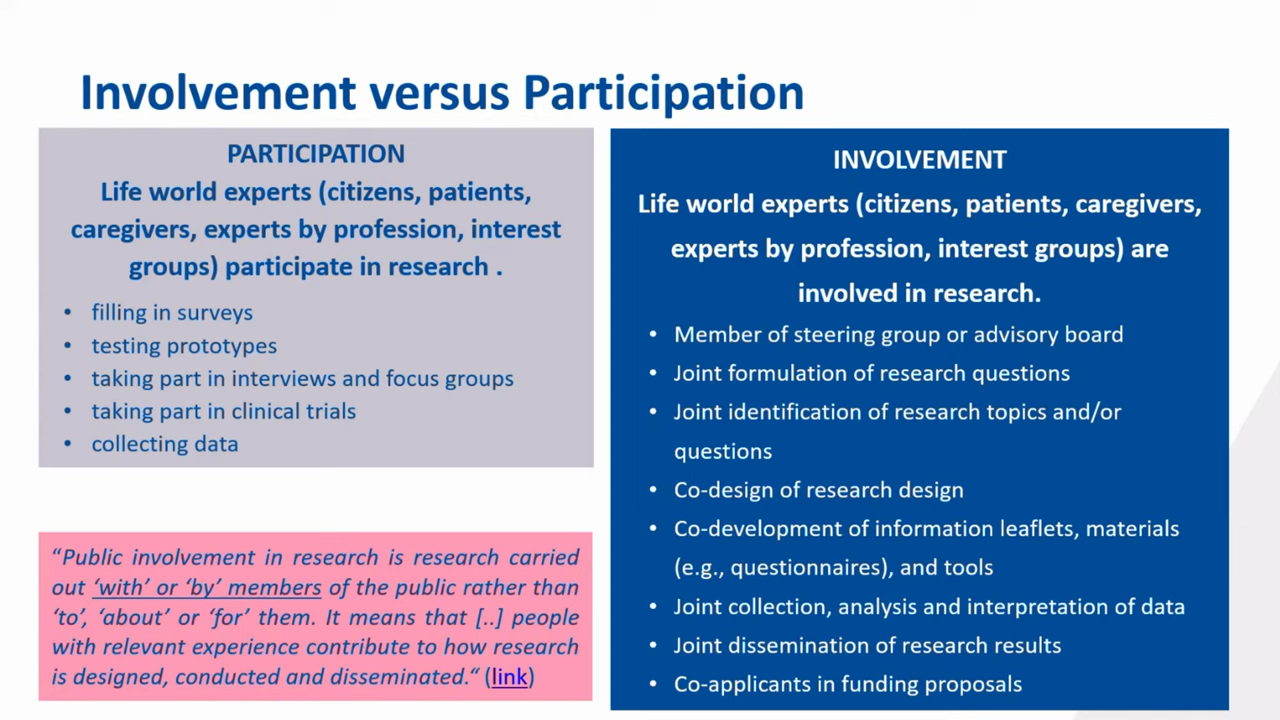 Involvement versus Participation
PARTICIPATION
Life world experts (citizens, patients,
caregivers, experts by profession, interest
groups) participate in research .
• filling in surveys
• testing prototypes
• taking part in interviews and focus groups
• taking part in clinical trials
• collecting data
“Public involvement in research is research carried
out ‘with’ or ‘by’ members of the public rather than
‘to’, ‘about’ or ‘for’ them. It means that [..] people
with relevant experience contribute to how research
is designed, conducted and disseminated.“ (link)
INVOLVEMENT
Life world experts (citizens, patients, caregivers,
experts by profession, interest groups) are
involved in research.
• Member of steering group or advisory board
• Joint formulation of research questions
• Joint identification of research topics and/or
questions
• Co-design of research design
• Co-development of information leaflets, materials
(e.g., questionnaires), and tools
• Joint collection, analysis and interpretation of data
• Joint dissemination of research results
• Co-applicants in funding proposals